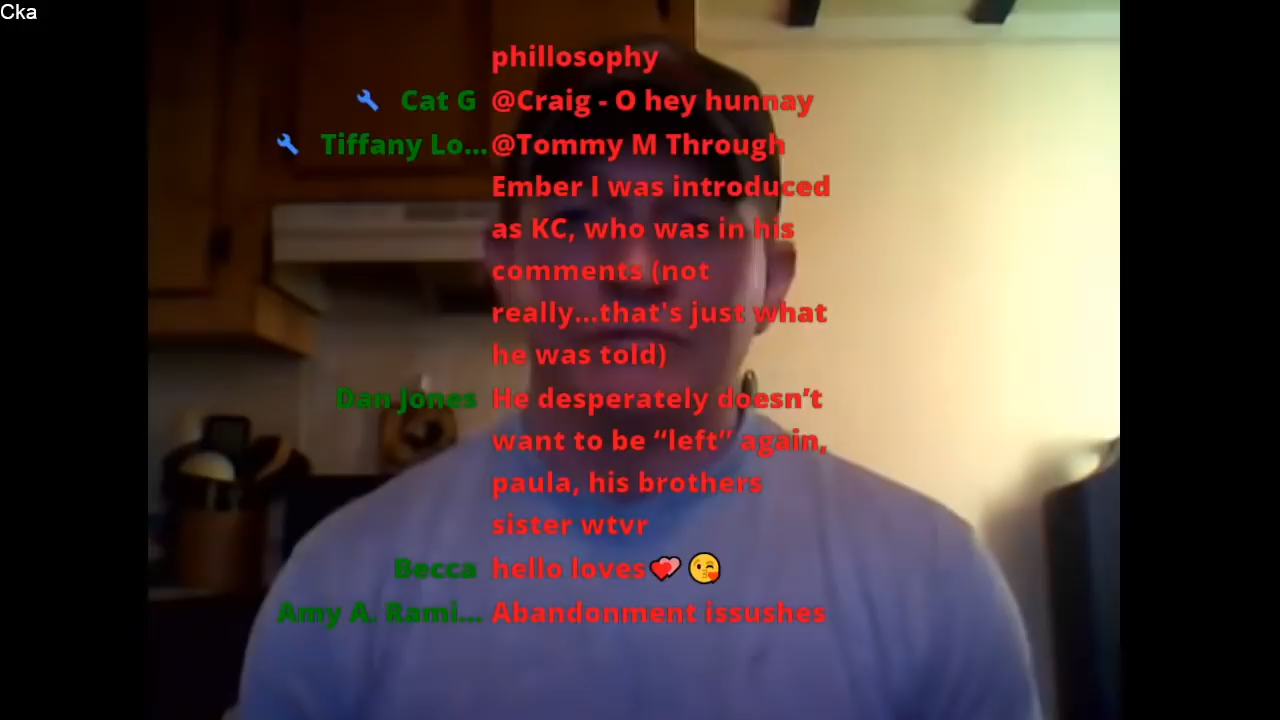 Cka
phillosophy
Cat G @Craig - O hey hunnay
Tiffany Lo... @Tommy M Through
Ember I was introduced
as KC, who was in his
comments (not
really...that's just what
he was told)
Dan Jones He desperately doesn’t
want to be “left” again,
paula, his brothers
sister wtvr
Becca hello loves💞😘
Amy A. Rami... Abandonment issushes